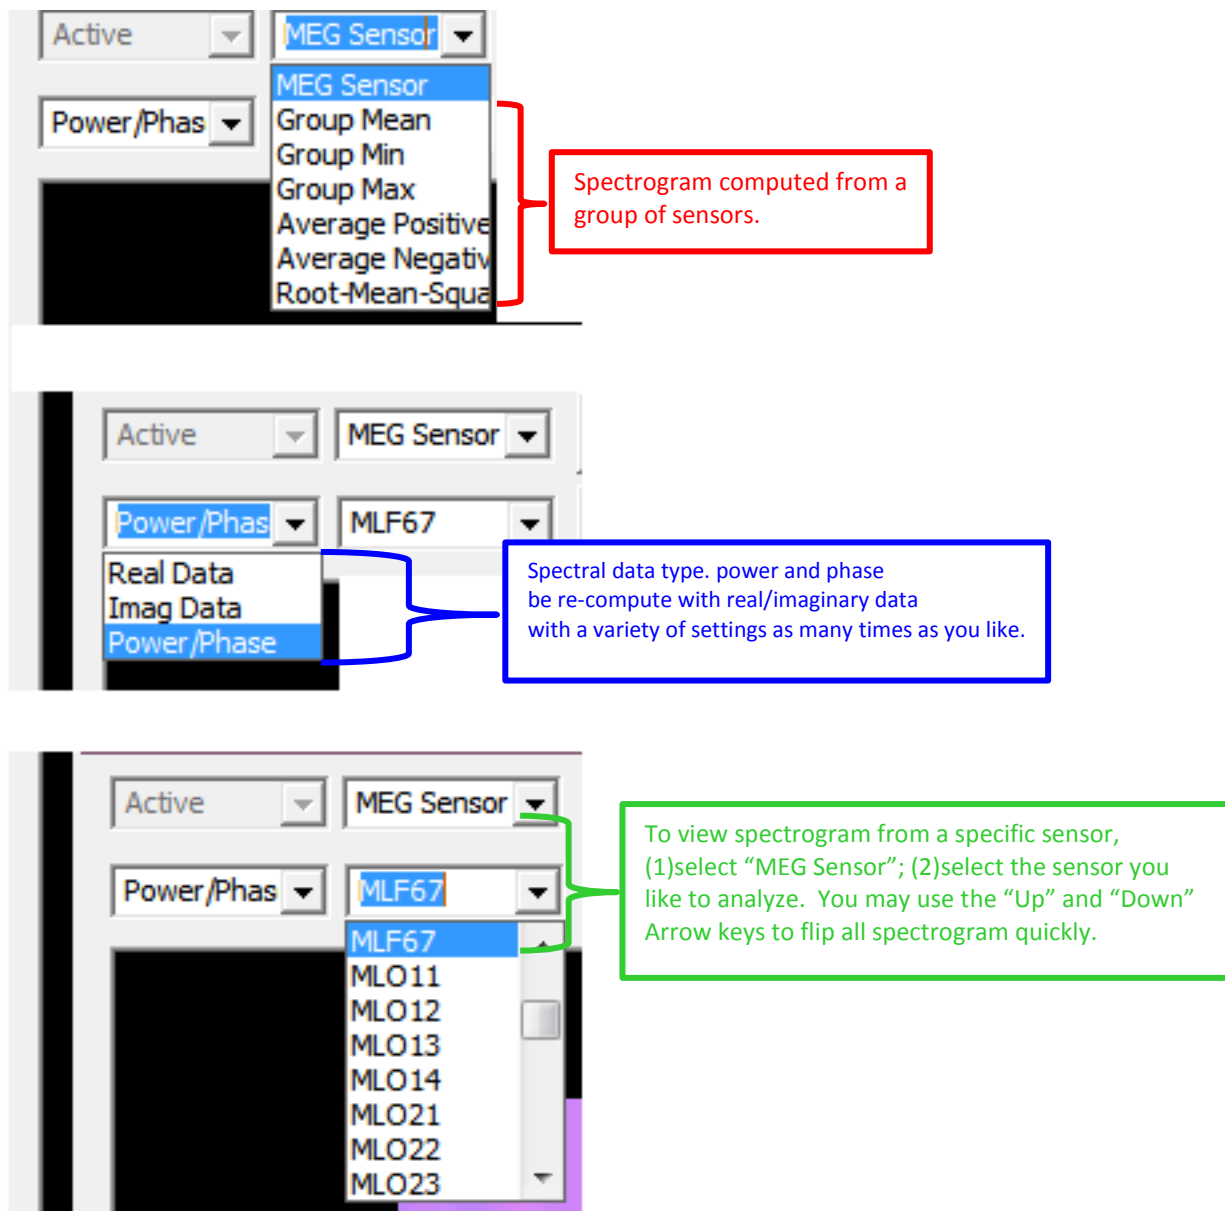 Active MEG Sensor
MEG Sensor
Power/Phas Group Mean
Group Min
Group Max
Average Positive
Average Negativ
Root-Mean-Squa
Spectrogram computed from a
group of sensors.
Active MEG Sensor
Power/Phas MLF67
Real Data
Imag Data
Power/Phase
Spectral data type. power and phase
be re-compute with real/imaginary data
with a variety of settings as many times as you like.
Active MEG Sensor
Power/Phas MLF67
MLF67
MLO11
MLO12
MLO13
MLO14
MLO21
MLO22
MLO23
To view spectrogram from a specific sensor,
(1)select “MEG Sensor”; (2)select the sensor you
like to analyze. You may use the “Up” and “Down”
Arrow keys to flip all spectrogram quickly.